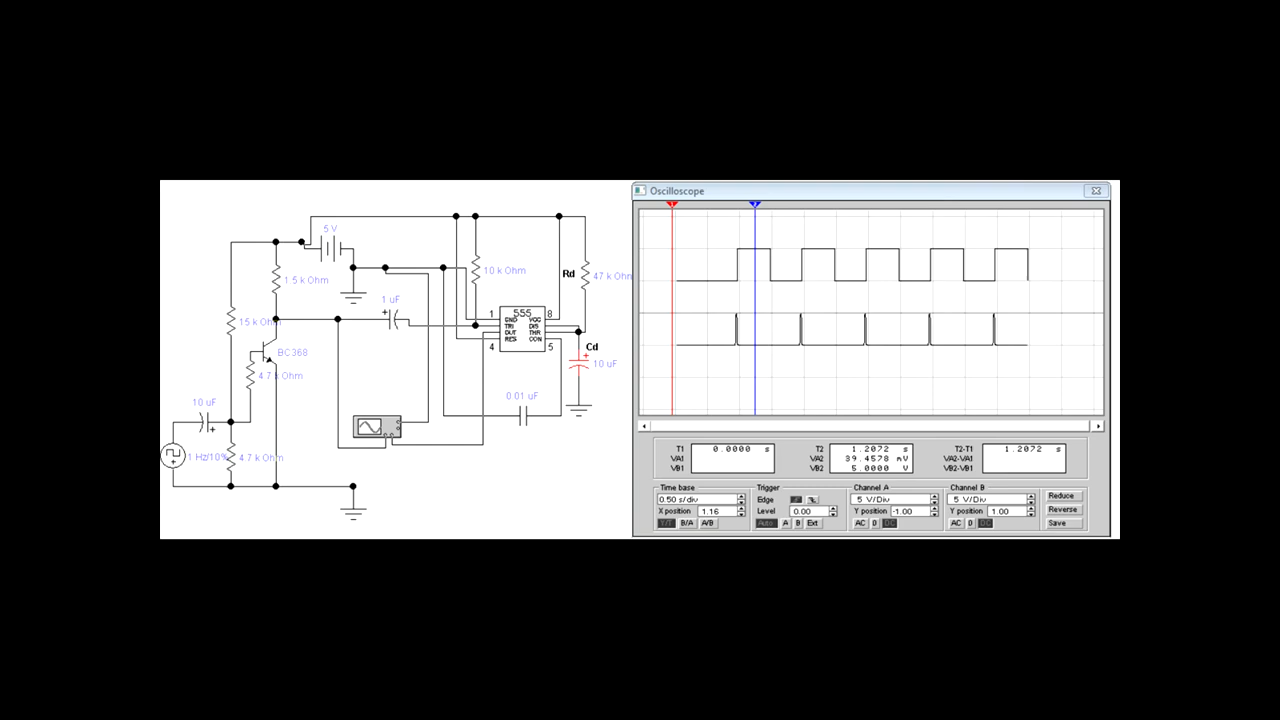 5 V
1.5 k Ohm
10 k Ohm
Rd
47 k Ohm
1 uF
15 k Ohm
1
555
8
GND
VCC
TRI
DIS
OUT
THR
RES
CON
4
5
BC368
Cd
10 uF
4.7 k Ohm
0.01 uF
10 uF
1 Hz/10%
4.7 k Ohm
Oscilloscope
1
2
T1 0.0000 s
VA1
VB1
T2 1.2072 s
VA2 39.4578 mV
VB2 5.0000 V
T2-T1 1.2072 s
VA2-VA1
VB2-VB1
Time base
0.50 s/div
X position 1.16
Y/T B/A A/B
Trigger
Edge
Level 0.00
Auto A B Ext
Channel A
5 V/Div
Y position -1.00
AC 0 DC
Channel B
5 V/Div
Y position 1.00
AC 0 DC
Reduce
Reverse
Save